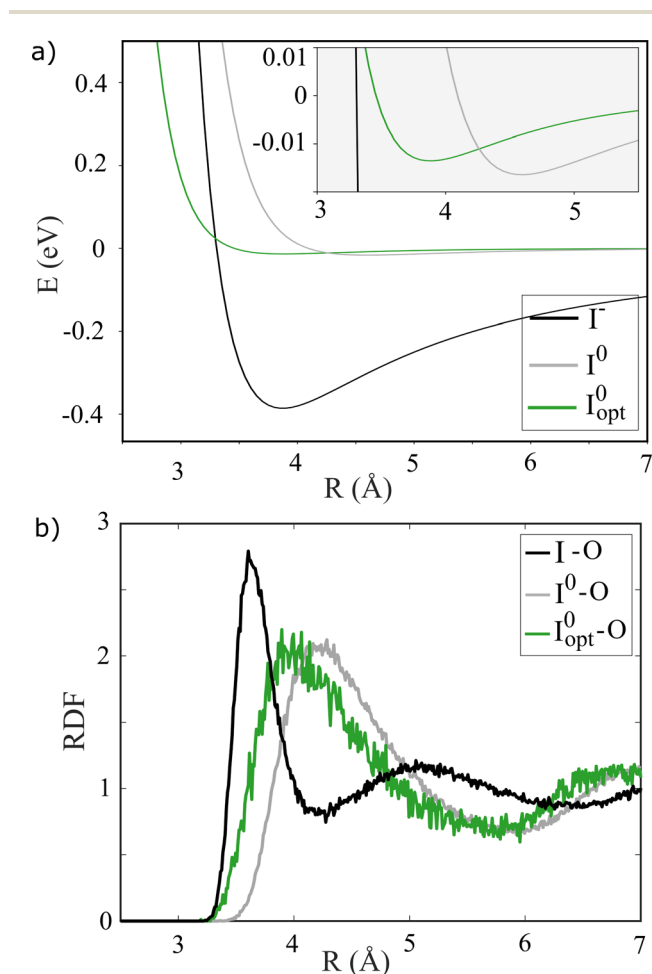 a)
0.4
0.2
0
-0.2
-0.4
E (eV)
0.01
0
-0.01
3 4 5
I⁻
I⁰
I⁰opt
3 4 5 6 7
R (Å)
b)
3
2
1
0
RDF
I -O
I⁰-O
I⁰opt-O
3 4 5 6 7
R (Å)